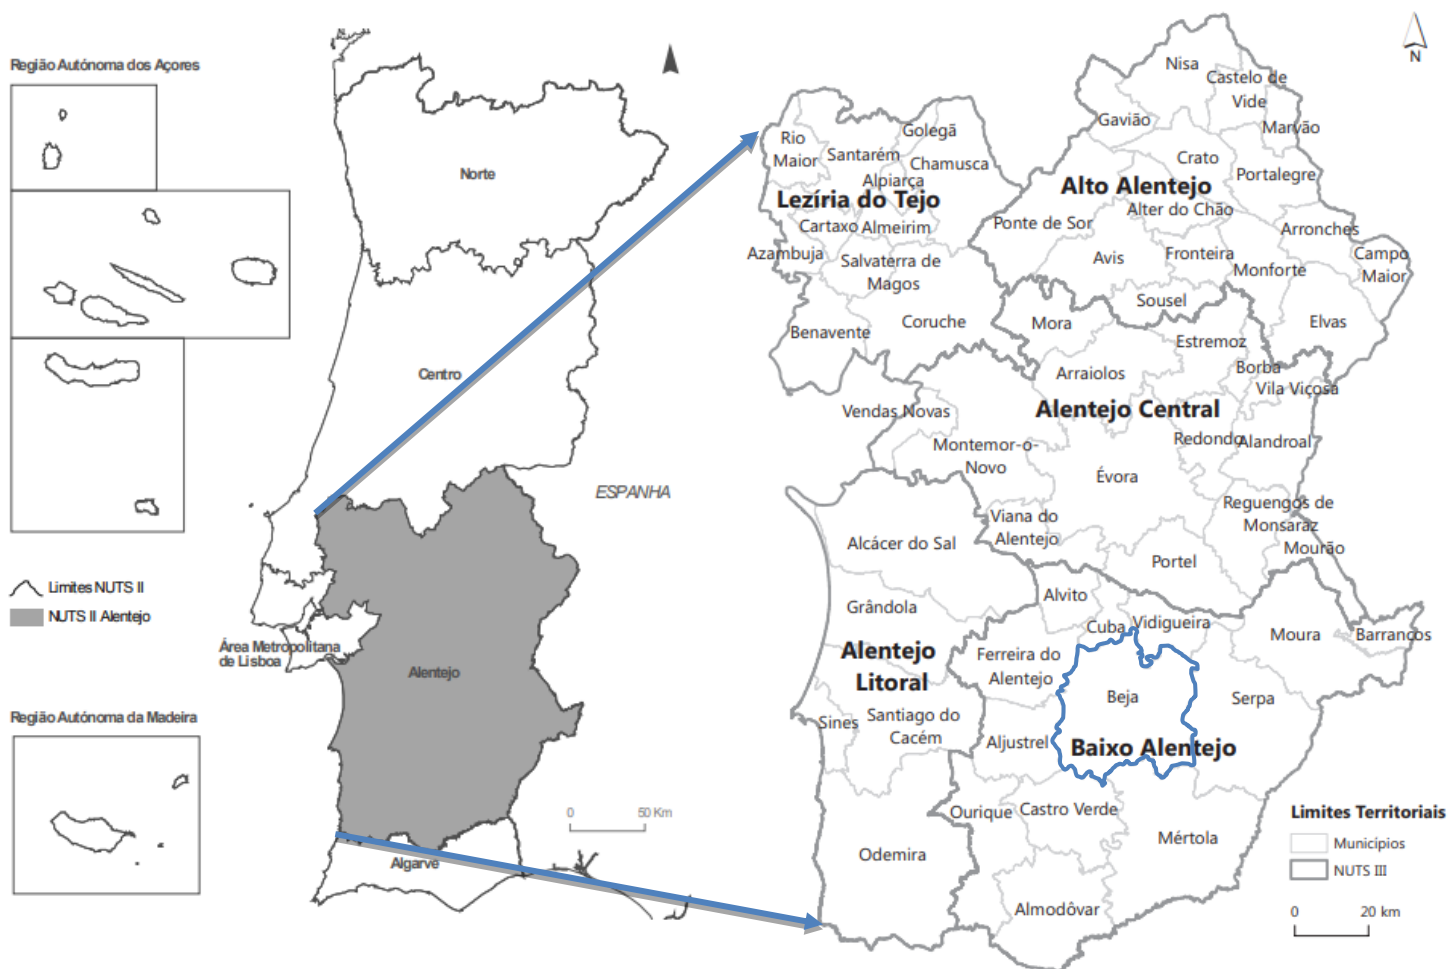 Região Autónoma dos Açores
Norte
Centro
ESPANHA
Limites NUTS II
NUTS II Alentejo
Área Metropolitana
de Lisboa
Alentejo
Região Autónoma da Madeira
0 50 Km
Algarve
N
Nisa
Castelo de
Vide
Gavião
Marvão
Rio
Maior
Golegã
Santarém
Chamusca
Alpiarça
Crato
Portalegre
Alto Alentejo
Lezíria do Tejo
Alter do Chão
Ponte de Sor
Cartaxo
Almeirim
Arronches
Azambuja
Salvaterra de
Magos
Avis
Fronteira
Monforte
Campo
Maior
Sousel
Benavente
Coruche
Mora
Elvas
Estremoz
Arraiolos
Borba
Vila Viçosa
Vendas Novas
Alentejo Central
Montemor-o-
Novo
Redondo
Alandroal
Évora
Reguengos de
Monsaraz
Viana do
Alentejo
Mourão
Alcácer do Sal
Portel
Grândola
Alvito
Cuba
Vidigueira
Moura
Barrancos
Alentejo
Litoral
Ferreira do
Alentejo
Beja
Serpa
Sines
Santiago do
Cacém
Aljustrel
Baixo Alentejo
Ourique
Castro Verde
Mértola
Odemira
Almodôvar
Limites Territoriais
Municípios
NUTS III
0 20 km